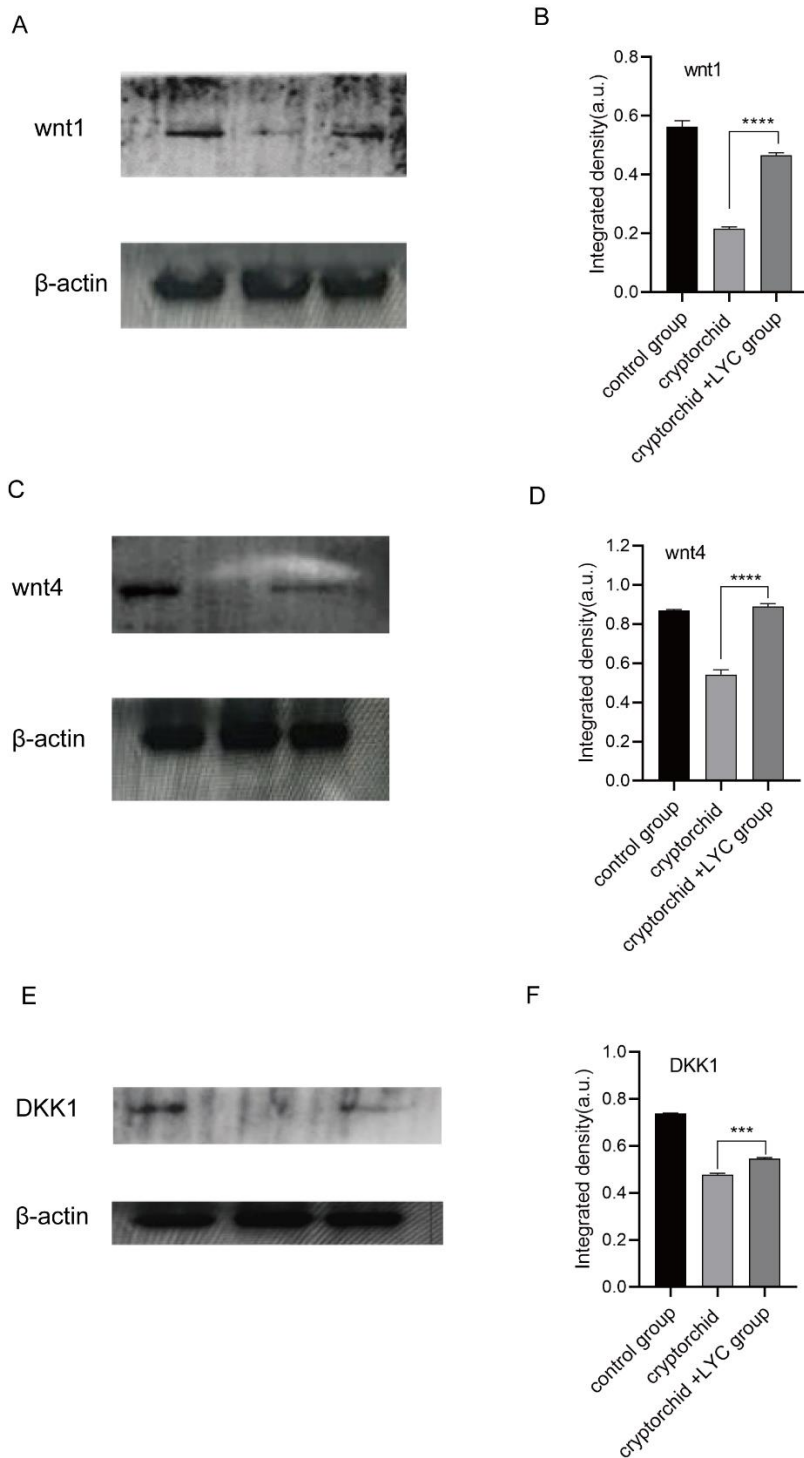 A
wnt1
β-actin
B
wnt1
Integrated density(a.u.)
0.8
0.6
0.4
0.2
0.0
****
control group
cryptorchid
cryptorchid +LYC group
C
wnt4
β-actin
D
wnt4
Integrated density(a.u.)
1.2
1.0
0.8
0.6
0.4
0.2
0.0
****
control group
cryptorchid
cryptorchid +LYC group
E
DKK1
β-actin
F
DKK1
Integrated density(a.u.)
1.0
0.8
0.6
0.4
0.2
0.0
***
control group
cryptorchid
cryptorchid +LYC group